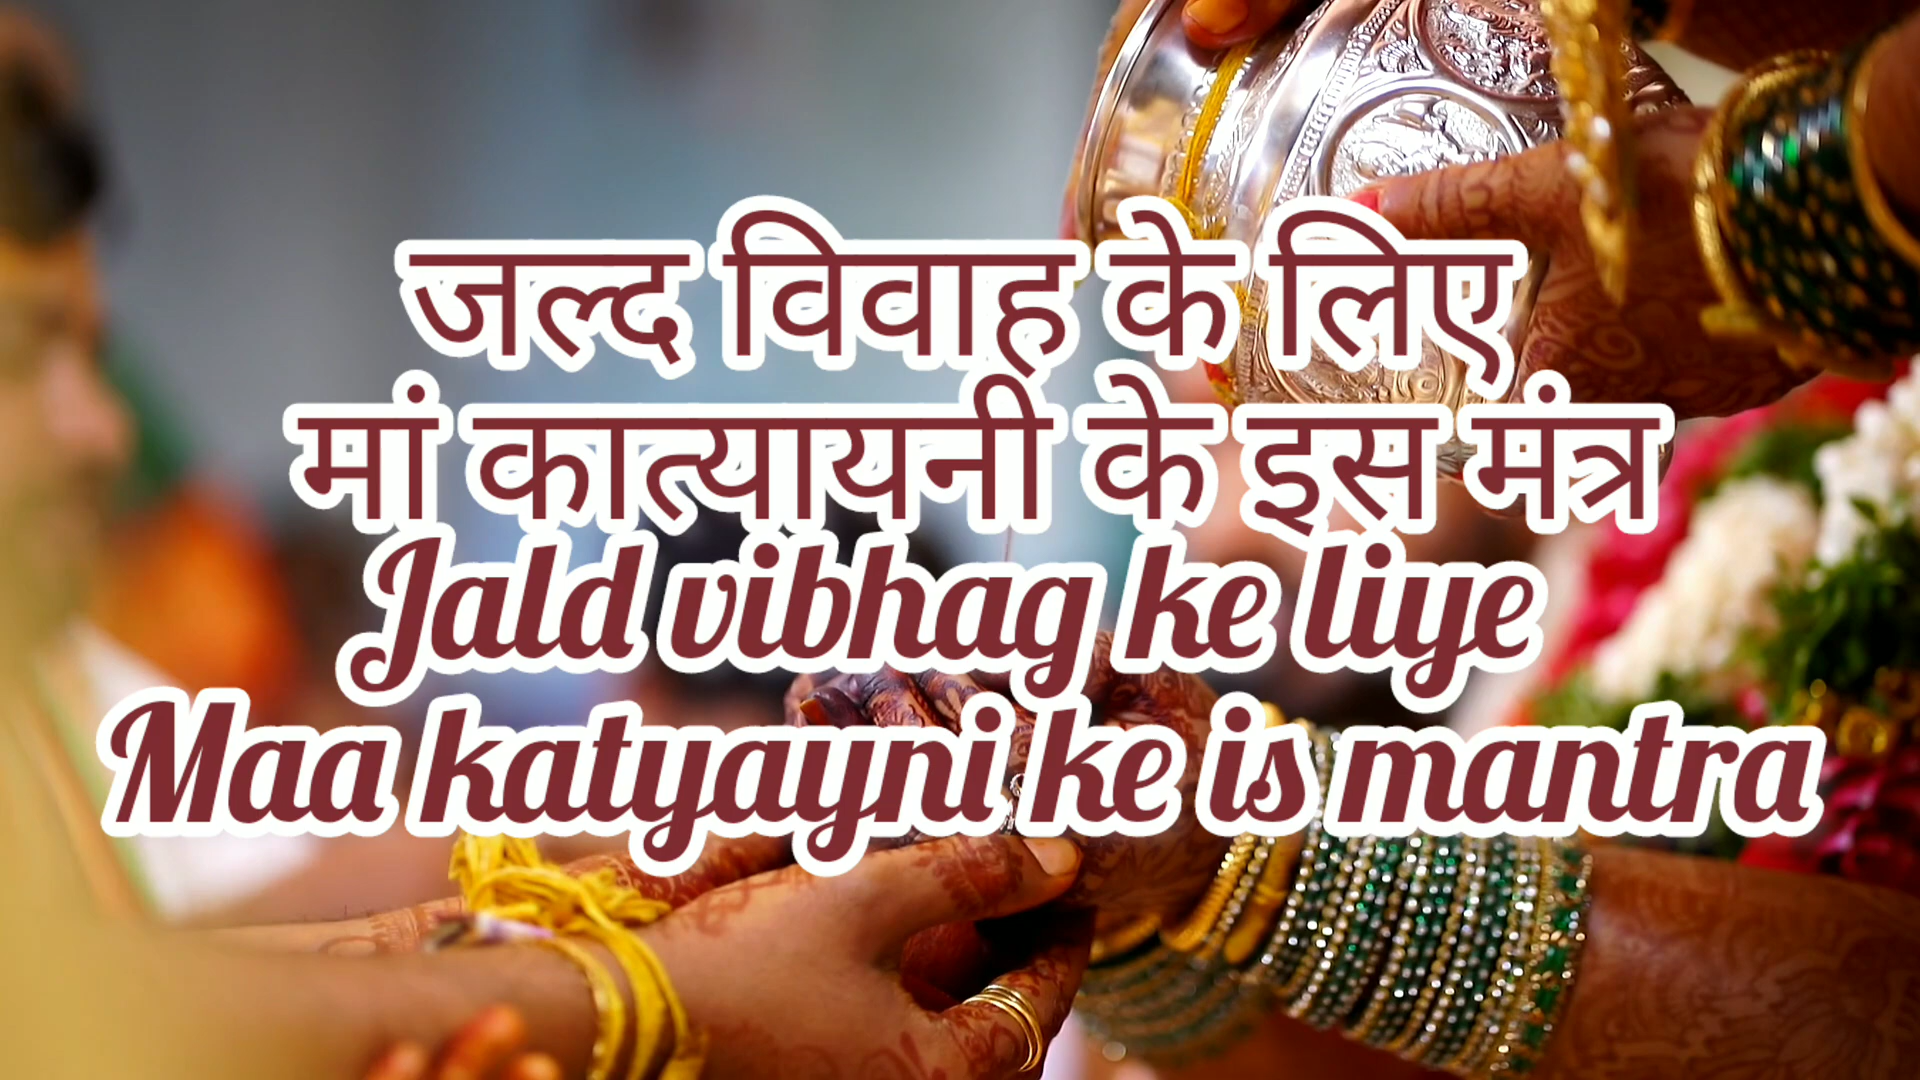 जल्द विवाह के लिए
मां कात्यायनी के इस मंत्र
Jald vibhag ke liye
Maa katyayni ke is mantra